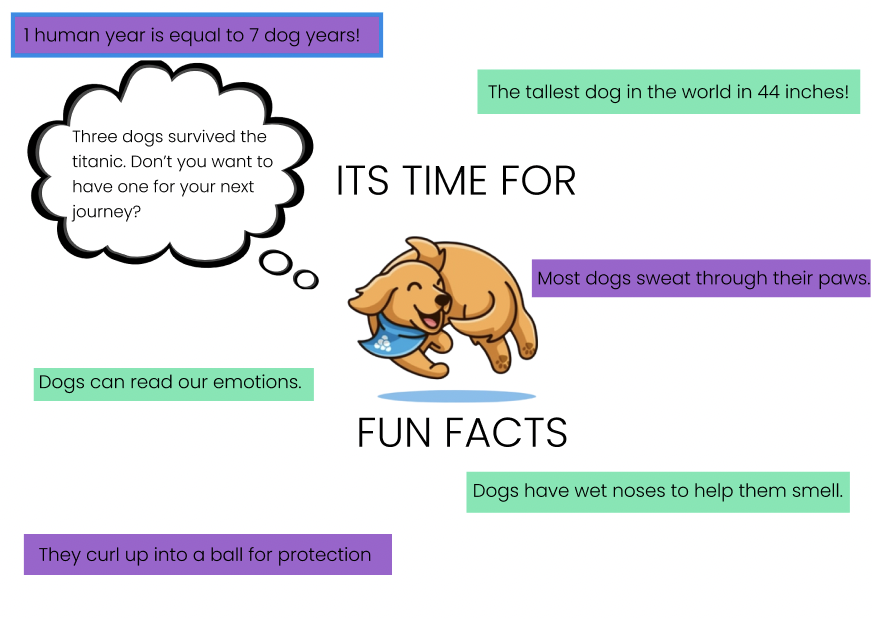 1 human year is equal to 7 dog years!
The tallest dog in the world in 44 inches!
Three dogs survived the
titanic. Don't you want to
have one for your next
journey?
ITS TIME FOR
Most dogs sweat through their paws.
Dogs can read our emotions.
FUN FACTS
Dogs have wet noses to help them smell.
They curl up into a ball for protection